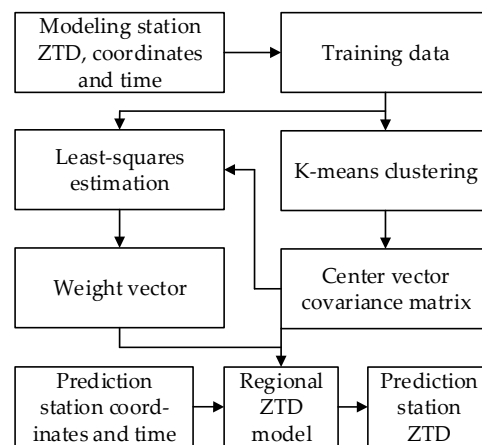 Modeling station
ZTD, coordinates
and time
Training data
Least-squares
estimation
K-means clustering
Weight vector
Center vector
covariance matrix
Prediction
station coord-
inates and time
Regional
ZTD
model
Prediction
station
ZTD